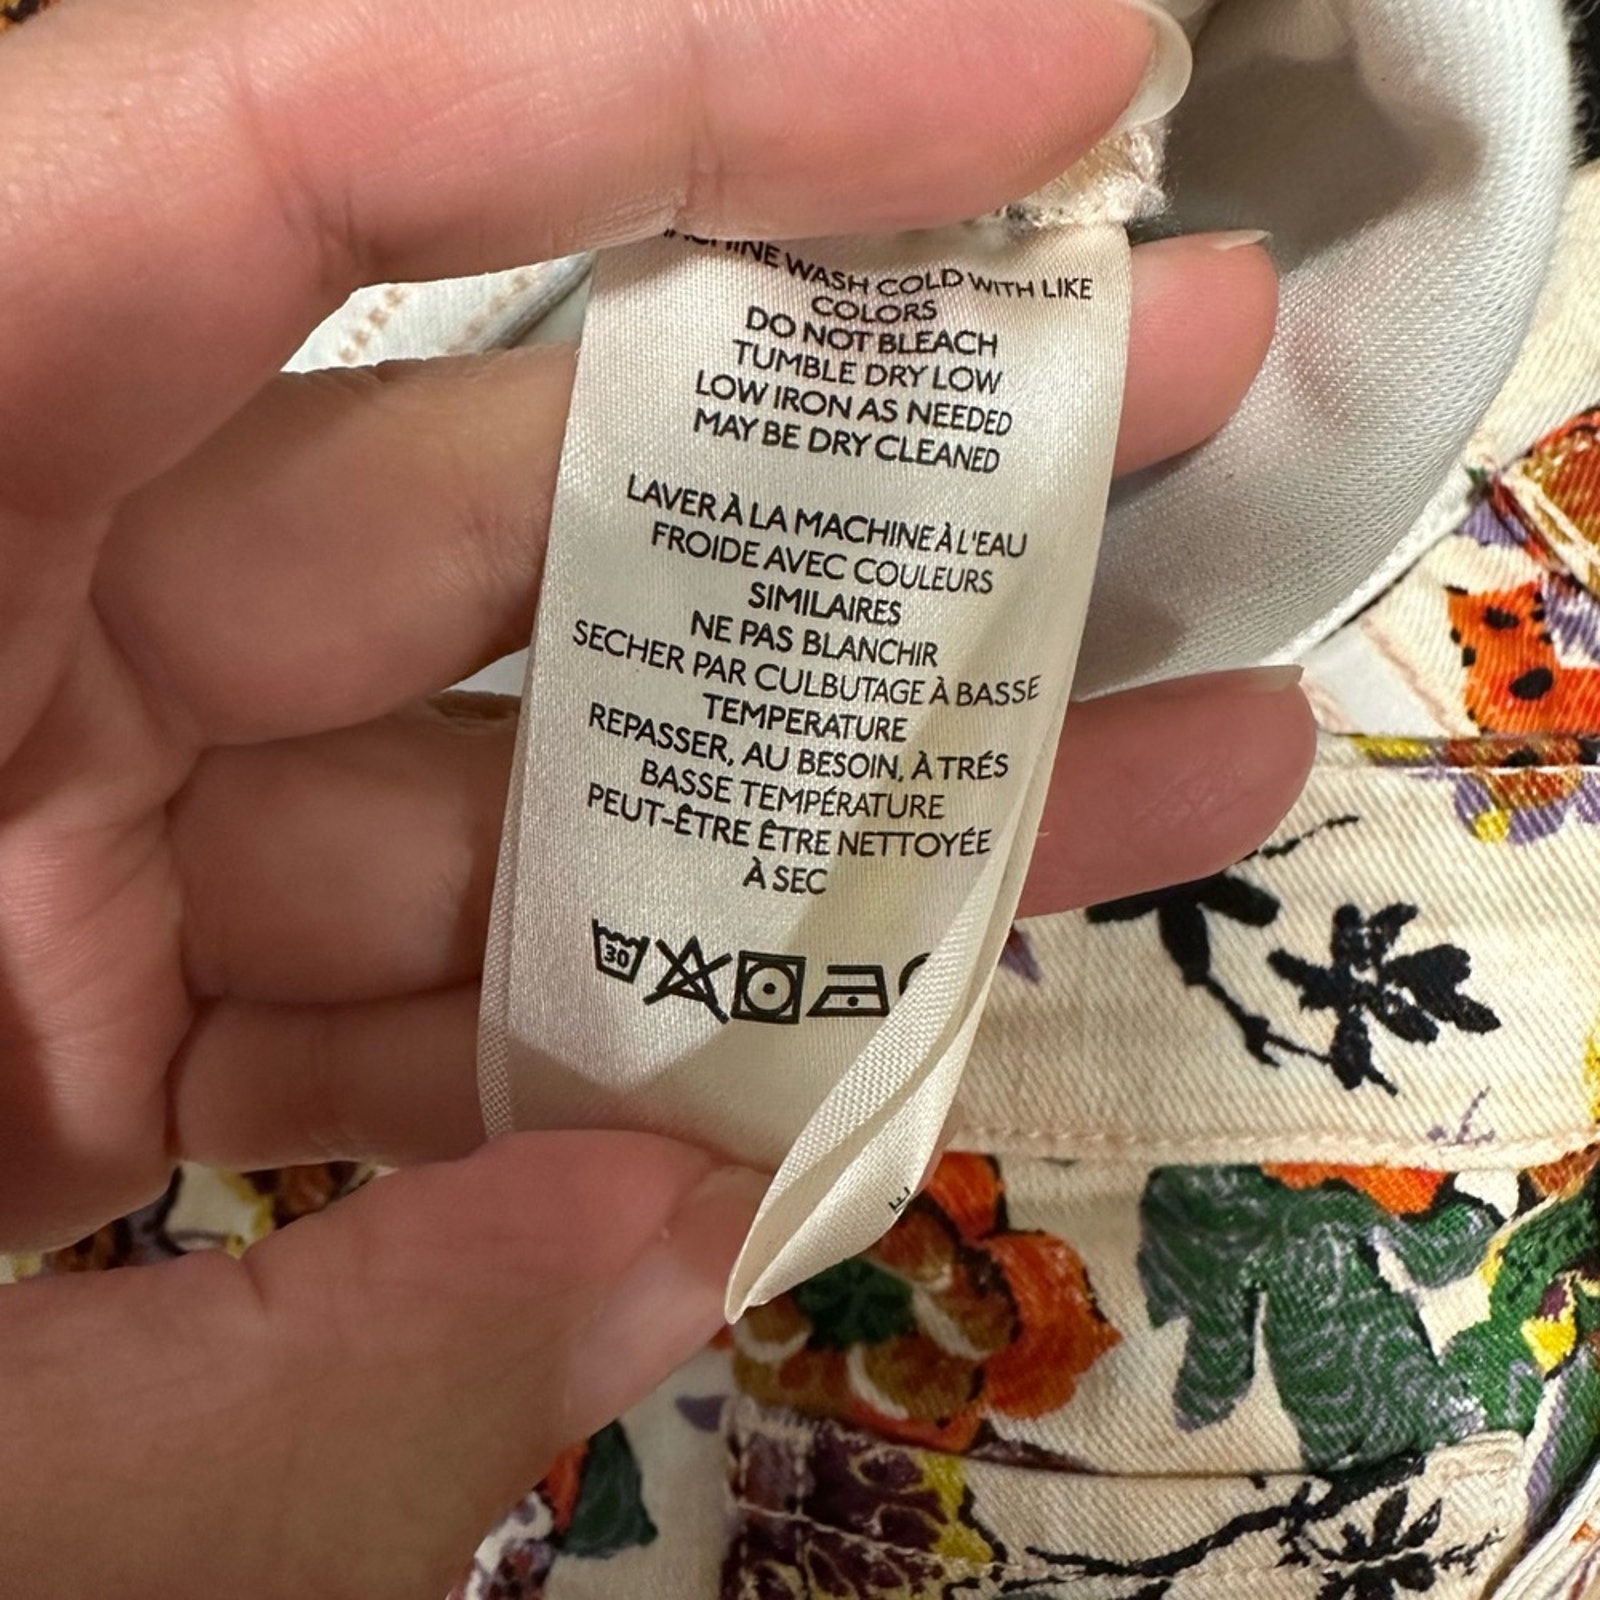 MACHINE WASH COLD WITH LIKE
COLORS
DO NOT BLEACH
TUMBLE DRY LOW
LOW IRON AS NEEDED
MAY BE DRY CLEANED
LAVER À LA MACHINE À L'EAU
FROIDE AVEC COULEURS
SIMILAIRES
NE PAS BLANCHIR
SECHER PAR CULBUTAGE À BASSE
TEMPERATURE
REPASSER, AU BESOIN, À TRÉS
BASSE TEMPÉRATURE
PEUT-ÊTRE ÊTRE NETTOYÉE
À SEC
30